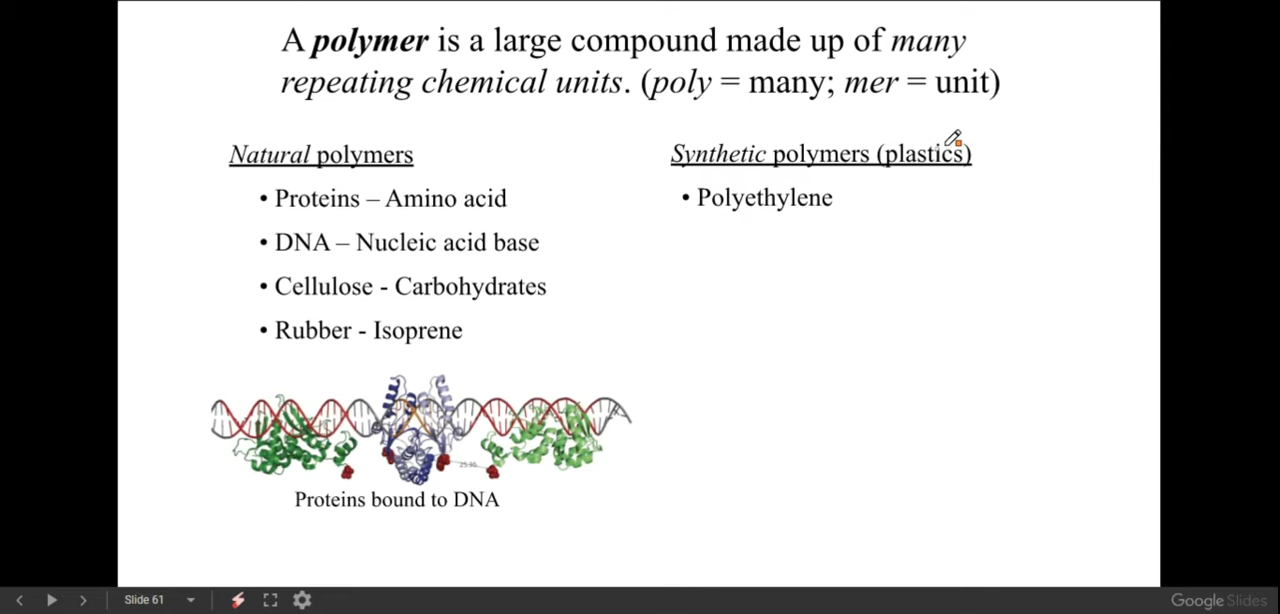 A polymer is a large compound made up of many
repeating chemical units. (poly = many; mer = unit)
Natural polymers
• Proteins – Amino acid
• DNA – Nucleic acid base
• Cellulose - Carbohydrates
• Rubber - Isoprene
Proteins bound to DNA
Synthetic polymers (plastics)
• Polyethylene
Slide 61
Google Slides